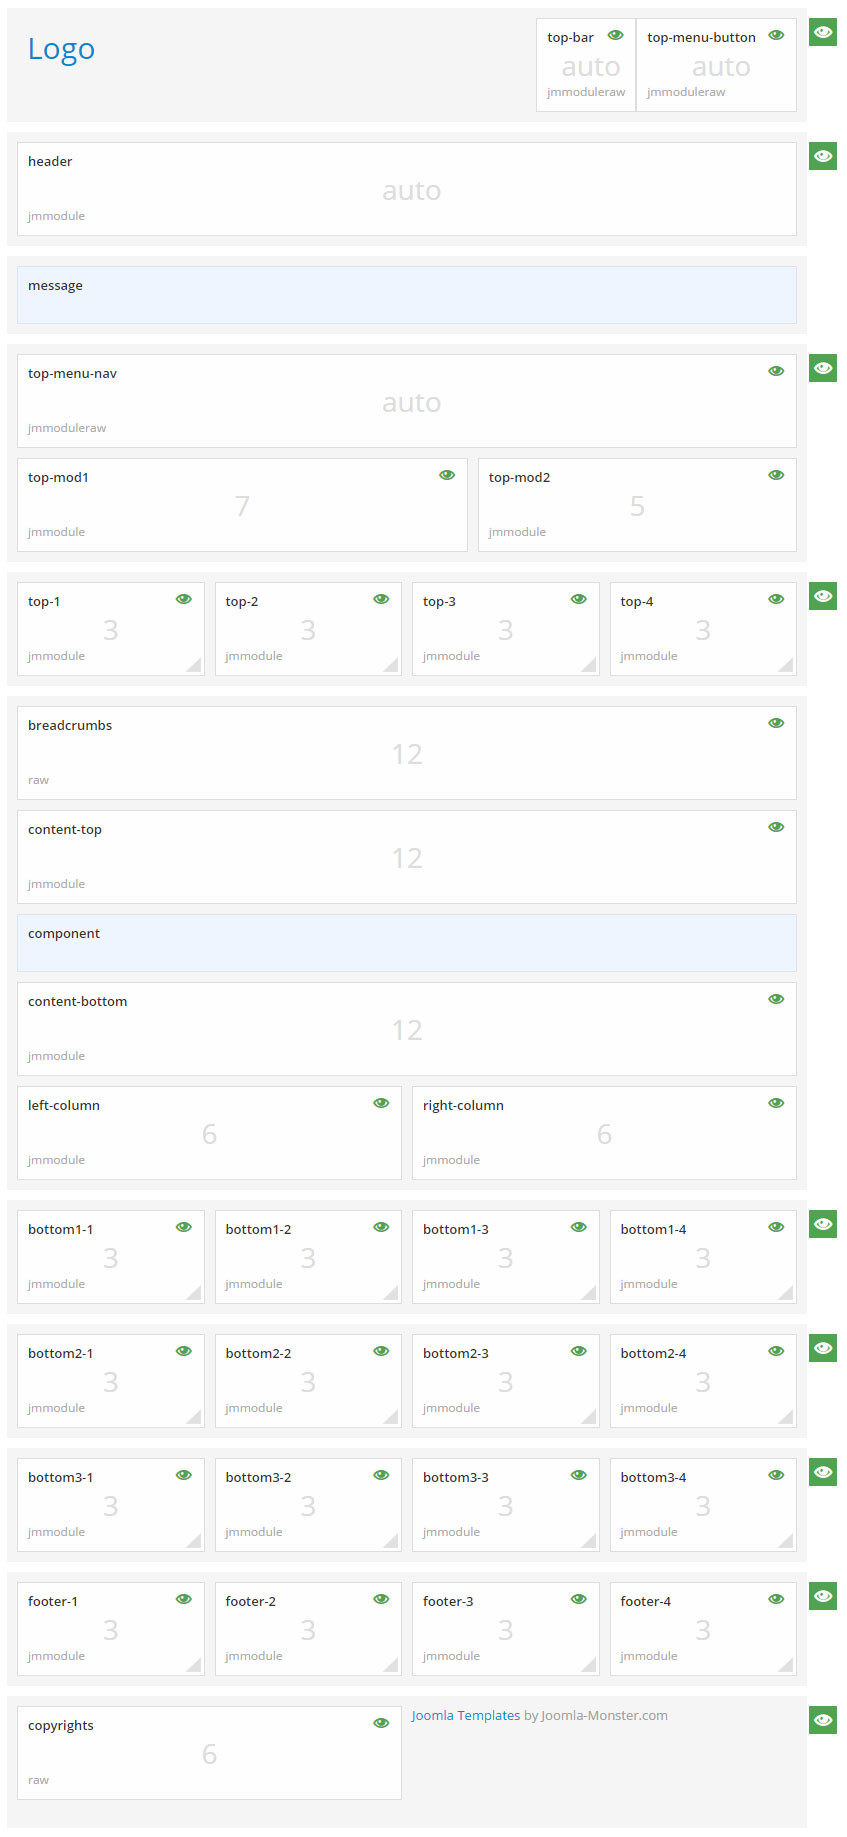 Logo
top-bar top-menu-button
auto auto
jmmoduleraw jmmoduleraw
header
auto
jmmodule
message
top-menu-nav
auto
jmmoduleraw
top-mod1 top-mod2
7 5
jmmodule jmmodule
top-1 top-2 top-3 top-4
3 3 3 3
jmmodule jmmodule jmmodule jmmodule
breadcrumbs
12
raw
content-top
12
jmmodule
component
content-bottom
12
jmmodule
left-column right-column
6 6
jmmodule jmmodule
bottom1-1 bottom1-2 bottom1-3 bottom1-4
3 3 3 3
jmmodule jmmodule jmmodule jmmodule
bottom2-1 bottom2-2 bottom2-3 bottom2-4
3 3 3 3
jmmodule jmmodule jmmodule jmmodule
bottom3-1 bottom3-2 bottom3-3 bottom3-4
3 3 3 3
jmmodule jmmodule jmmodule jmmodule
footer-1 footer-2 footer-3 footer-4
3 3 3 3
jmmodule jmmodule jmmodule jmmodule
copyrights Joomla Templates by Joomla-Monster.com
6
raw